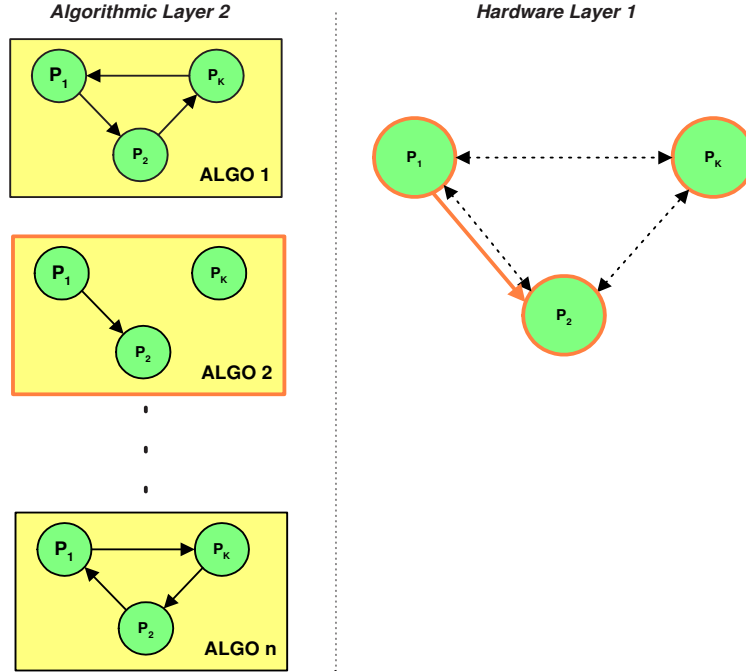 Algorithmic Layer 2
Hardware Layer 1
P1
PK
P2
ALGO 1
P1
PK
P2
ALGO 2
P1
PK
P2
ALGO n
P1
PK
P2